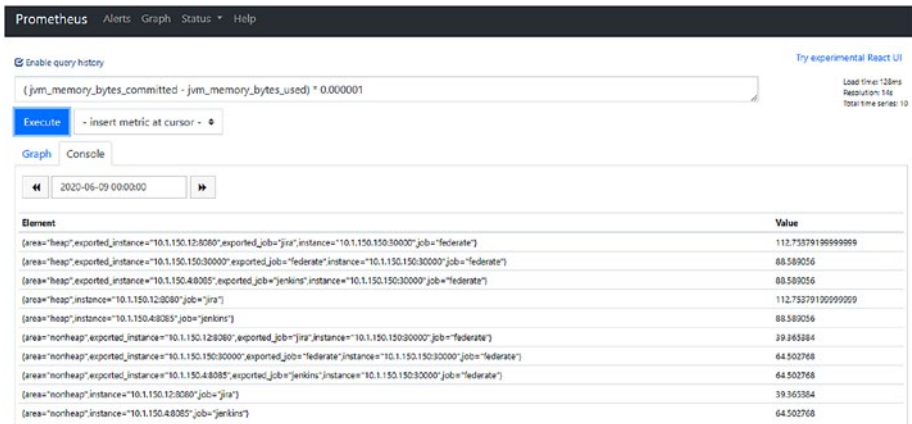 Prometheus Alerts Graph Status Help
Enable query history
Try experimental React UI
( jvm_memory_bytes_committed - jvm_memory_bytes_used) * 0.000001
Load time: 128ms
Resolution: 14s
Total time series: 10
Execute
- insert metric at cursor -
Graph Console
2020-06-09 00:00:00
Element Value
{area="heap",exported_instance="10.1.150.12:8080",exported_job="jira",instance="10.1.150.150:30000",job="federate"} 112.75379199999999
{area="heap",exported_instance="10.1.150.150:30000",exported_job="federate",instance="10.1.150.150:30000",job="federate"} 88.589056
{area="heap",exported_instance="10.1.150.4:8085",exported_job="jenkins",instance="10.1.150.150:30000",job="federate"} 88.589056
{area="heap",instance="10.1.150.12:8080",job="jira"} 112.75379199999999
{area="heap",instance="10.1.150.4:8085",job="jenkins"} 88.589056
{area="nonheap",exported_instance="10.1.150.12:8080",exported_job="jira",instance="10.1.150.150:30000",job="federate"} 39.365384
{area="nonheap",exported_instance="10.1.150.150:30000",exported_job="federate",instance="10.1.150.150:30000",job="federate"} 64.502768
{area="nonheap",exported_instance="10.1.150.4:8085",exported_job="jenkins",instance="10.1.150.150:30000",job="federate"} 64.502768
{area="nonheap",instance="10.1.150.12:8080",job="jira"} 39.365384
{area="nonheap",instance="10.1.150.4:8085",job="jenkins"} 64.502768